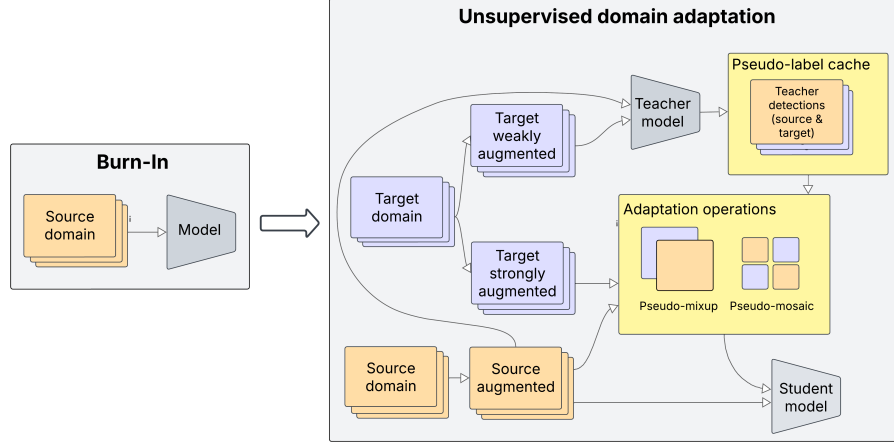 Unsupervised domain adaptation
Burn-In
Source
domain
i
Model
Target
domain
Target
weakly
augmented
Target
strongly
augmented
Source
domain
Source
augmented
Teacher
model
Pseudo-label cache
Teacher
detections
(source &
target)
Adaptation operations
i
Pseudo-mixup
Pseudo-mosaic
Student
model